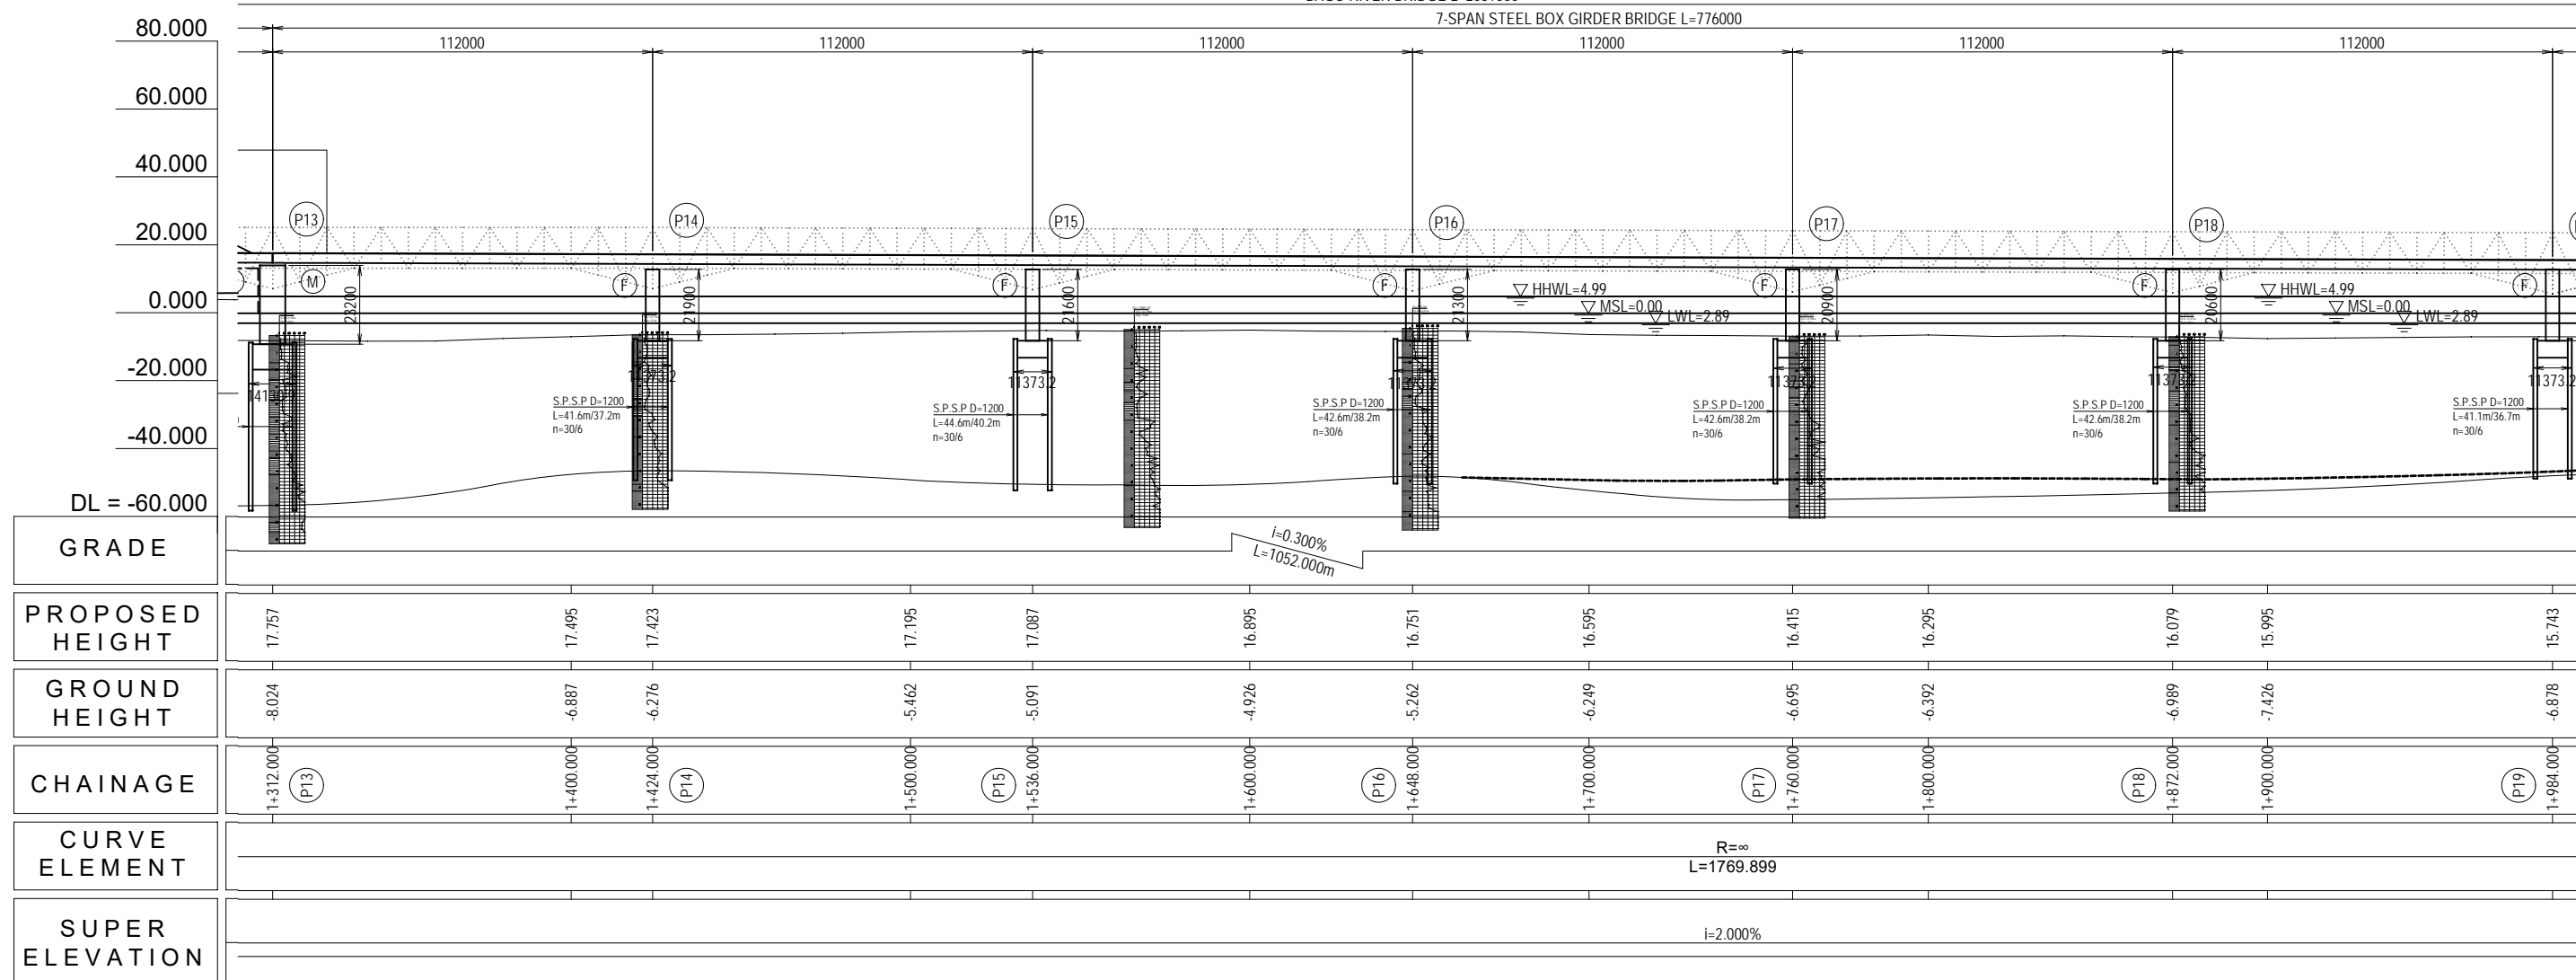 7-SPAN STEEL BOX GIRDER BRIDGE L=776000
112000 112000 112000 112000 112000 112000
80.000
60.000
40.000
20.000
0.000
-20.000
-40.000
DL = -60.000
P13 P14 P15 P16 P17 P18
M F F F F F F
23200 21900 21600 21300 20900 20600
HHWL=4.99 HHWL=4.99
MSL=0.00 MSL=0.00
LWL=2.89 LWL=2.89
11373.2 11373.2 11373.2 11373.2
S.P.S.P D=1200
L=41.6m/37.2m
n=30/6
S.P.S.P D=1200
L=44.6m/40.2m
n=30/6
S.P.S.P D=1200
L=42.6m/38.2m
n=30/6
S.P.S.P D=1200
L=42.6m/38.2m
n=30/6
S.P.S.P D=1200
L=42.6m/38.2m
n=30/6
S.P.S.P D=1200
L=41.1m/36.7m
n=30/6
GRADE
i=0.300%
L=1052.000m
PROPOSED
HEIGHT
17.757 17.495 17.423 17.195 17.087 16.895 16.751 16.595 16.415 16.295 16.079 15.995 15.743
GROUND
HEIGHT
-8.024 -6.887 -6.276 -5.462 -5.091 -4.926 -5.262 -6.249 -6.695 -6.392 -6.989 -7.426 -6.878
CHAINAGE
1+312.000 P13 1+400.000 1+424.000 P14 1+500.000 P15 1+536.000 1+600.000 P16 1+648.000 1+700.000 P17 1+760.000 1+800.000 P18 1+872.000 1+900.000 P19 1+984.000
CURVE
ELEMENT
R=∞
L=1769.899
SUPER
ELEVATION
i=2.000%